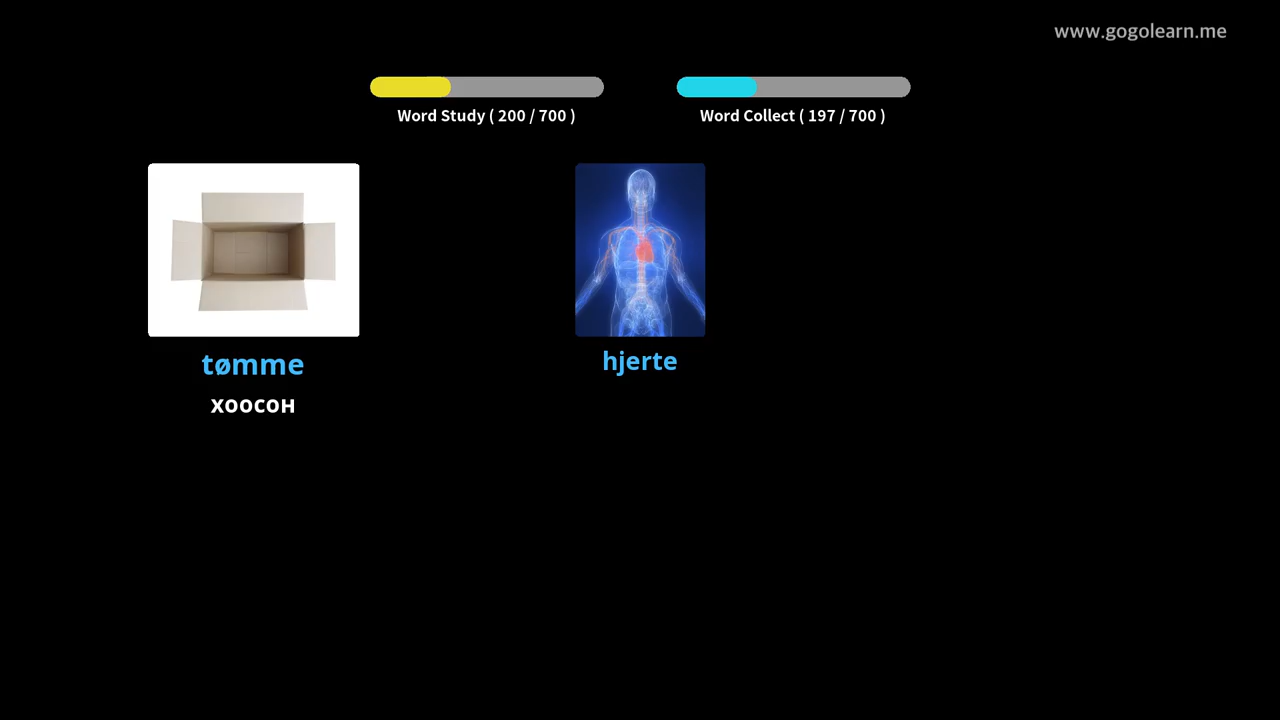 www.gogolearn.me
Word Study ( 200 / 700 )
Word Collect ( 197 / 700 )
tømme
хоосон
hjerte